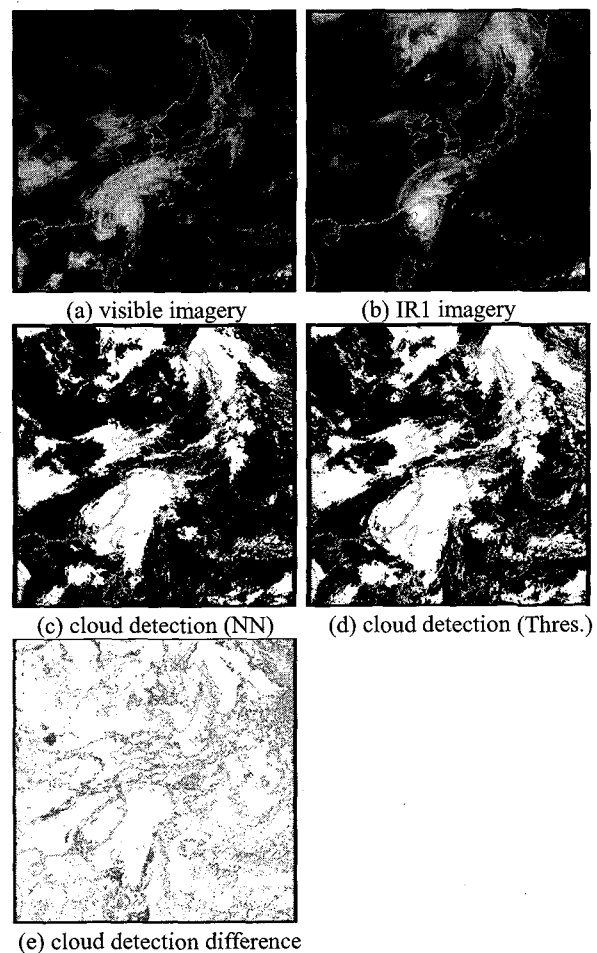 (a) visible imagery
(b) IR1 imagery
(c) cloud detection (NN)
(d) cloud detection (Thres.)
(e) cloud detection difference